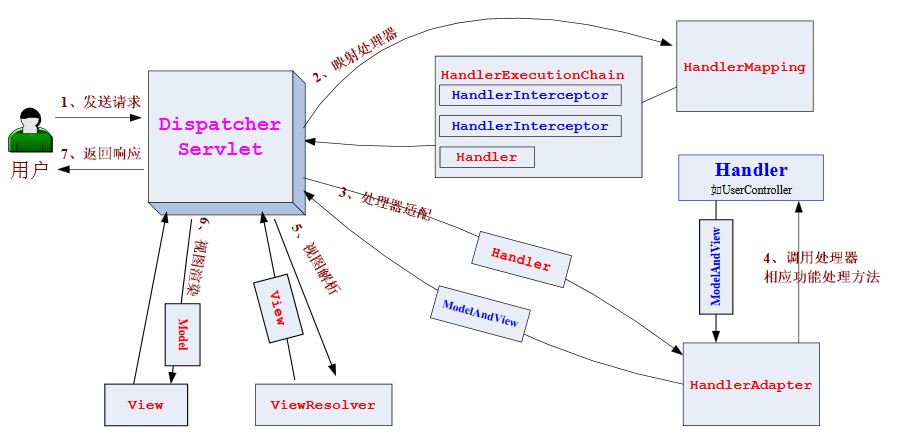 1、发送请求
7、返回响应
用户
Dispatcher
Servlet
2、映射处理器
HandlerExecutionChain
HandlerInterceptor
HandlerInterceptor
Handler
HandlerMapping
3、处理器适配
Handler
ModelAndView
Handler
如UserController
ModelAndView
4、调用处理器
相应功能处理方法
HandlerAdapter
5、视图解析
View
ViewResolver
6、视图渲染
Model
View